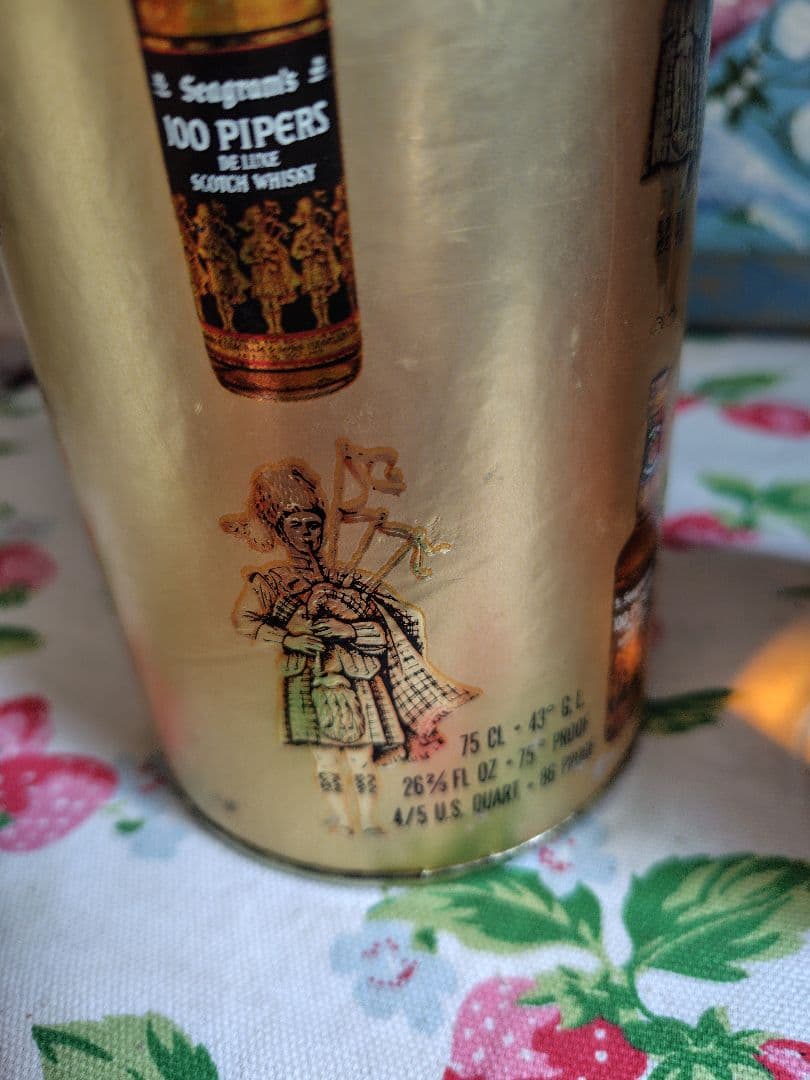 Seagram's
100 PIPERS
DE LUXE
SCOTCH WHISKY
75 CL - 43° G.L.
26⅔ FL OZ - 75° PROOF
4/5 U.S. QUART - 86 PROOF